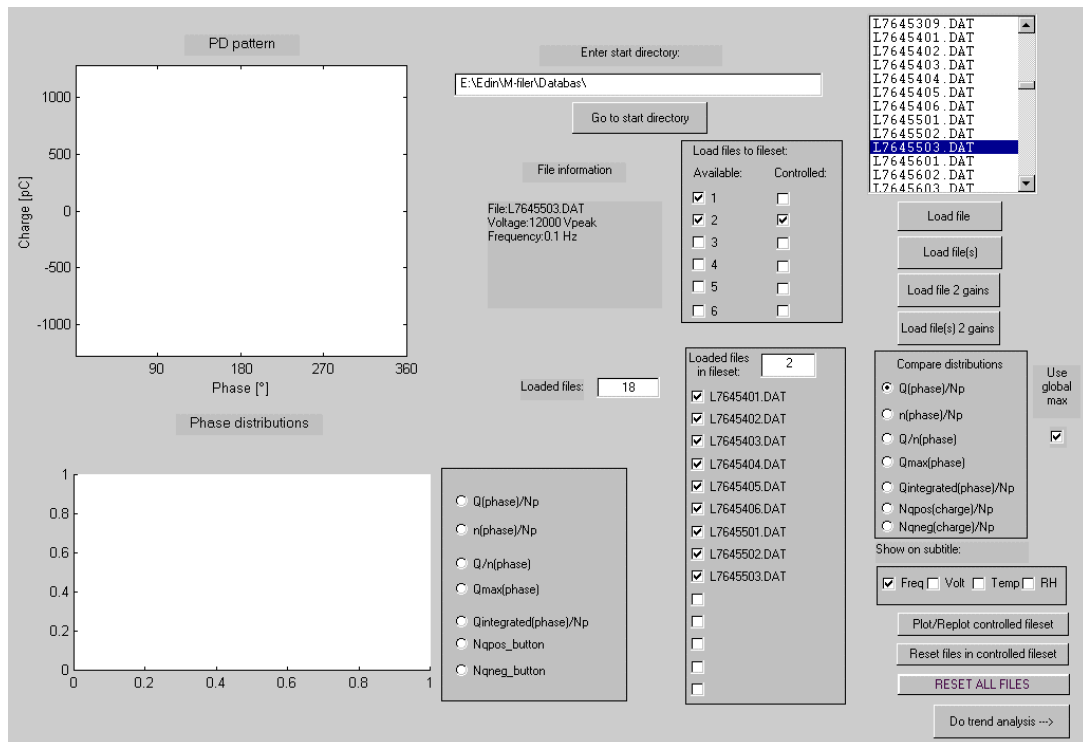 PD pattern
1000
500
0
-500
-1000
Charge [pC]
90 180 270 360
Phase [°]
Phase distributions
1
0.8
0.6
0.4
0.2
0
0 0.2 0.4 0.6 0.8 1
Enter start directory:
E:\Edin\M-filer\Databas\
Go to start directory
File information
File:L7645503.DAT
Voltage:12000 Vpeak
Frequency:0.1 Hz
Loaded files: 18
Q(phase)/Np
n(phase)/Np
Q/n(phase)
Qmax(phase)
Qintegrated(phase)/Np
Nqpos_button
Nqneg_button
Load files to fileset:
Available: Controlled:
1
2
3
4
5
6
Loaded files
in fileset: 2
L7645401.DAT
L7645402.DAT
L7645403.DAT
L7645404.DAT
L7645405.DAT
L7645406.DAT
L7645501.DAT
L7645502.DAT
L7645503.DAT
L7645309.DAT
L7645401.DAT
L7645402.DAT
L7645403.DAT
L7645404.DAT
L7645405.DAT
L7645406.DAT
L7645501.DAT
L7645502.DAT
L7645503.DAT
L7645601.DAT
L7645602.DAT
L7645603.DAT
Load file
Load file(s)
Load file 2 gains
Load file(s) 2 gains
Compare distributions
Q(phase)/Np
n(phase)/Np
Q/n(phase)
Qmax(phase)
Qintegrated(phase)/Np
Nqpos(charge)/Np
Nqneg(charge)/Np
Use
global
max
Show on subtitle:
Freq Volt Temp RH
Plot/Replot controlled fileset
Reset files in controlled fileset
RESET ALL FILES
Do trend analysis --->